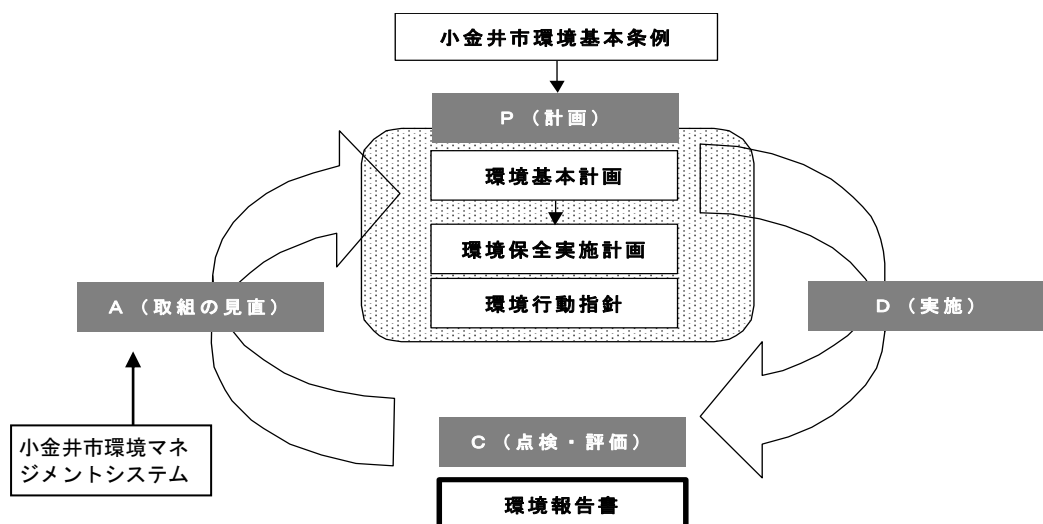 小金井市環境基本条例
P（計画）
環境基本計画
環境保全実施計画
環境行動指針
A（取組の見直）
D（実施）
小金井市環境マネ
ジメントシステム
C（点検・評価）
環境報告書